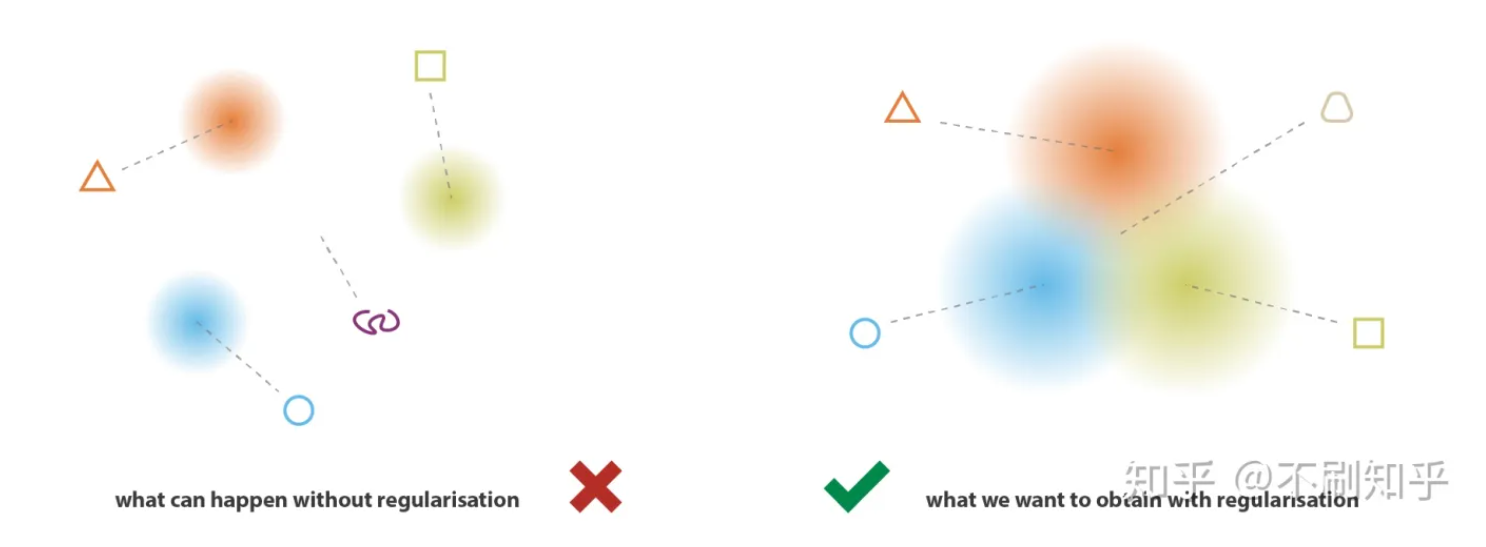 what can happen without regularisation
what we want to obtain with regularisation
知乎 @不刷知乎